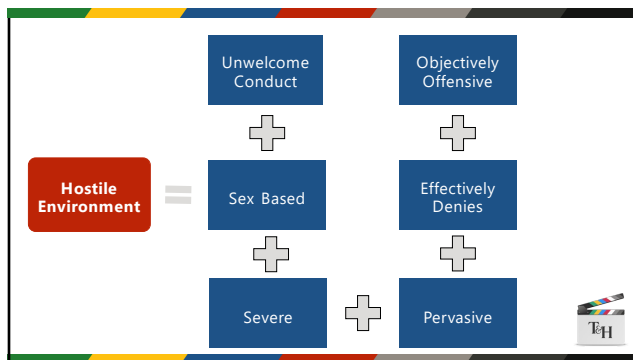 Unwelcome
Conduct
Objectively
Offensive
Hostile
Environment
Sex Based
Effectively
Denies
Severe
Pervasive
T&H